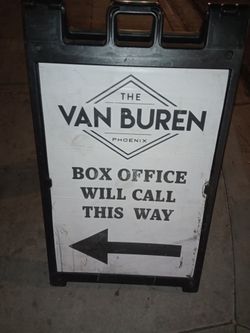 THE
VAN BUREN
PHOENIX
BOX OFFICE
WILL CALL
THIS WAY